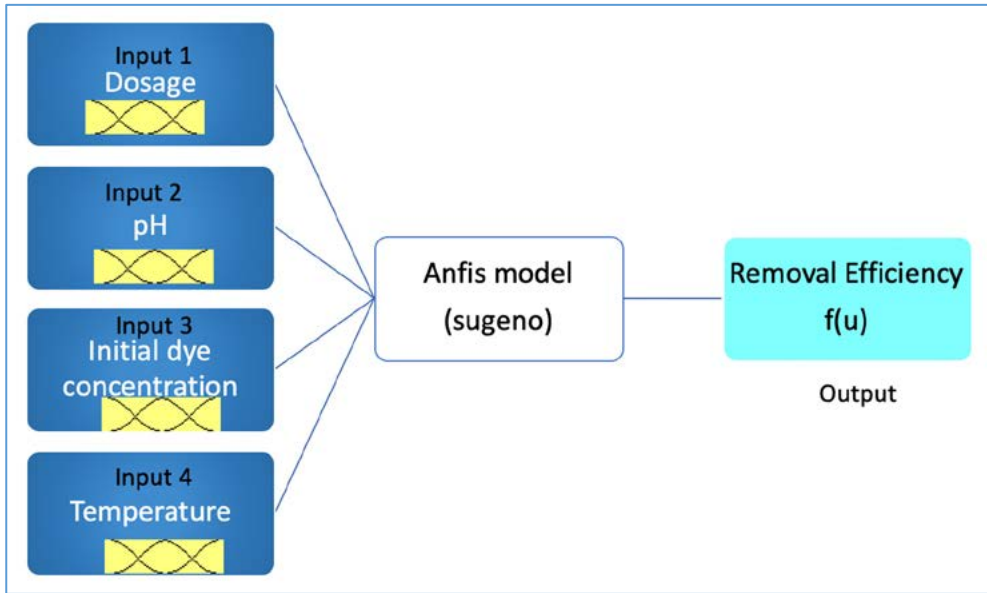 Input 1
Dosage
Input 2
pH
Input 3
Initial dye
concentration
Input 4
Temperature
Anfis model
(sugeno)
Removal Efficiency
f(u)
Output